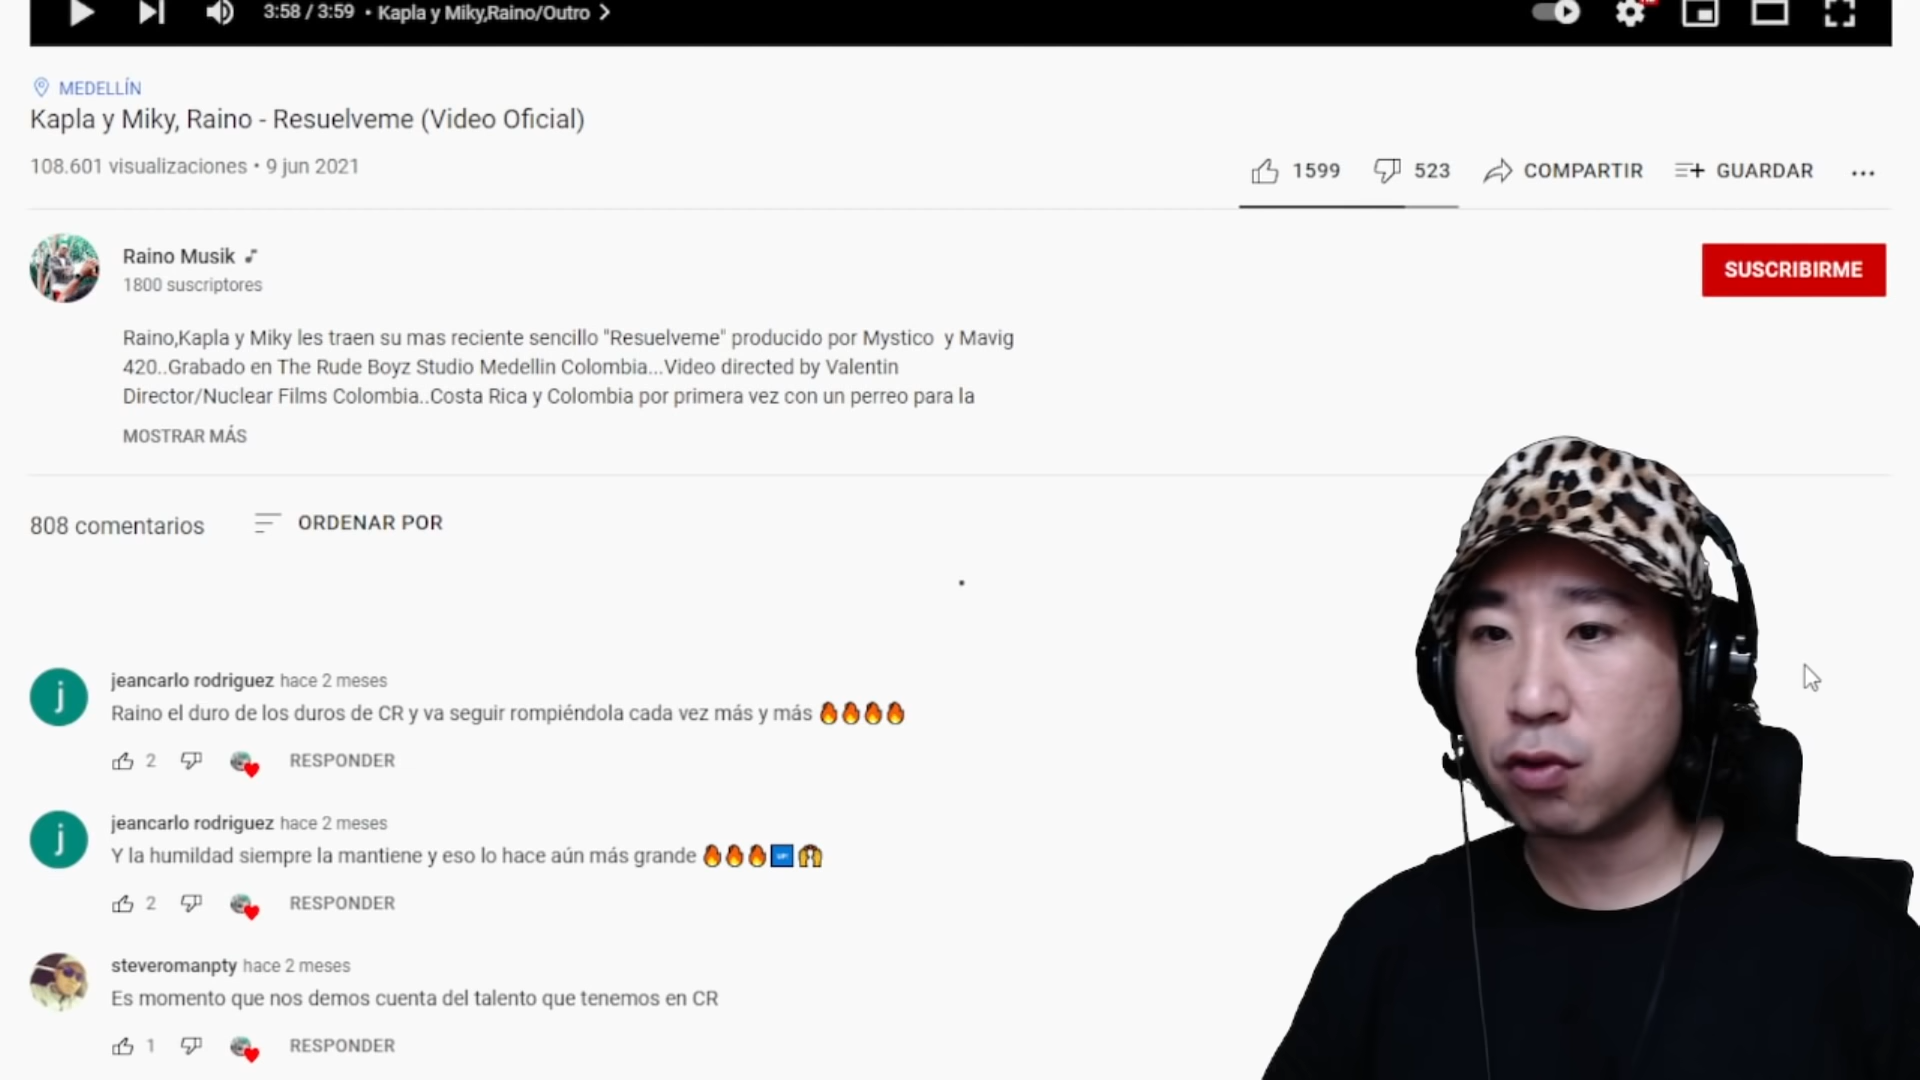 3:58 / 3:59 • Kapla y Miky,Raino/Outro
MEDELLÍN
Kapla y Miky, Raino - Resuelveme (Video Oficial)
108.601 visualizaciones • 9 jun 2021
1599 523 COMPARTIR GUARDAR
Raino Musik
1800 suscriptores
SUSCRIBIRME
Raino,Kapla y Miky les traen su mas reciente sencillo "Resuelveme" producido por Mystico y Mavig
420..Grabado en The Rude Boyz Studio Medellin Colombia...Video directed by Valentin
Director/Nuclear Films Colombia..Costa Rica y Colombia por primera vez con un perreo para la
MOSTRAR MÁS
808 comentarios ORDENAR POR
j
jeancarlo rodriguez hace 2 meses
Raino el duro de los duros de CR y va seguir rompiéndola cada vez más y más 🔥🔥🔥🔥
2 RESPONDER
j
jeancarlo rodriguez hace 2 meses
Y la humildad siempre la mantiene y eso lo hace aún más grande 🔥🔥🔥🆙🙌
2 RESPONDER
steveromanpty hace 2 meses
Es momento que nos demos cuenta del talento que tenemos en CR
1 RESPONDER